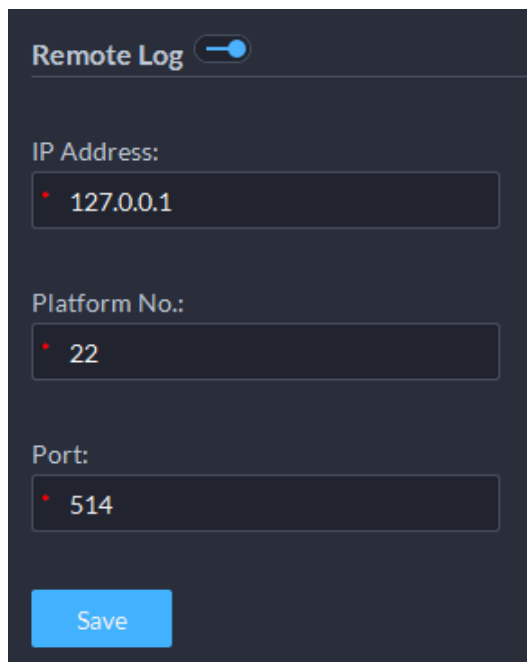 Remote Log
IP Address:
* 127.0.0.1
Platform No.:
* 22
Port:
* 514
Save